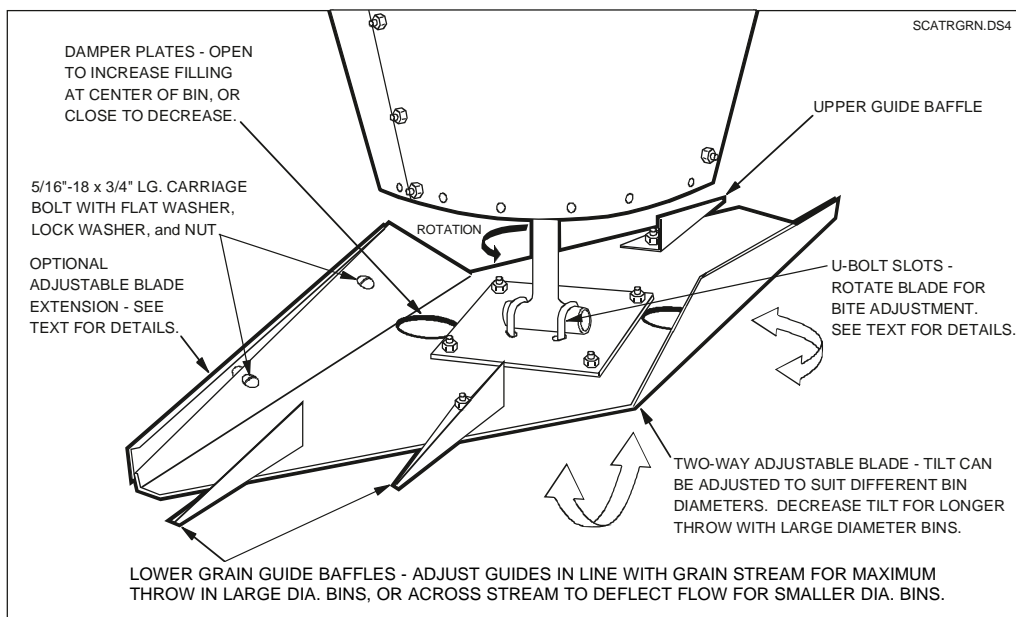 SCATRGRN.DS4
DAMPER PLATES - OPEN
TO INCREASE FILLING
AT CENTER OF BIN, OR
CLOSE TO DECREASE.
UPPER GUIDE BAFFLE
5/16"-18 x 3/4" LG. CARRIAGE
BOLT WITH FLAT WASHER,
LOCK WASHER, and NUT
ROTATION
OPTIONAL
ADJUSTABLE BLADE
EXTENSION - SEE
TEXT FOR DETAILS.
U-BOLT SLOTS -
ROTATE BLADE FOR
BITE ADJUSTMENT.
SEE TEXT FOR DETAILS.
TWO-WAY ADJUSTABLE BLADE - TILT CAN
BE ADJUSTED TO SUIT DIFFERENT BIN
DIAMETERS. DECREASE TILT FOR LONGER
THROW WITH LARGE DIAMETER BINS.
LOWER GRAIN GUIDE BAFFLES - ADJUST GUIDES IN LINE WITH GRAIN STREAM FOR MAXIMUM
THROW IN LARGE DIA. BINS, OR ACROSS STREAM TO DEFLECT FLOW FOR SMALLER DIA. BINS.